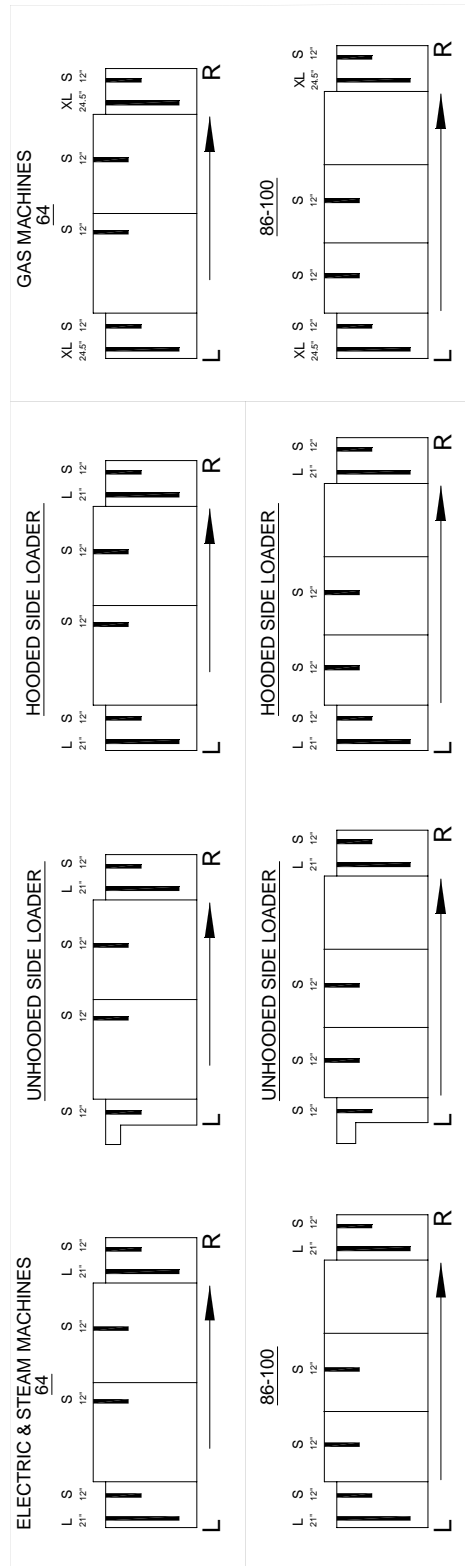 ELECTRIC & STEAM MACHINES
64
L S S S L S
21" 12" 12" 12" 21" 12"
L R
UNHOODED SIDE LOADER
S S S L S
12" 12" 12" 21" 12"
L R
HOODED SIDE LOADER
L S S S L S
21" 12" 12" 12" 21" 12"
L R
GAS MACHINES
64
XL S S S XL S
24.5" 12" 12" 12" 24.5" 12"
L R
86-100
L S S S L S
21" 12" 12" 12" 21" 12"
L R
UNHOODED SIDE LOADER
S S S L S
12" 12" 12" 21" 12"
L R
HOODED SIDE LOADER
L S S S L S
21" 12" 12" 12" 21" 12"
L R
86-100
XL S S S XL S
24.5" 12" 12" 12" 24.5" 12"
L R